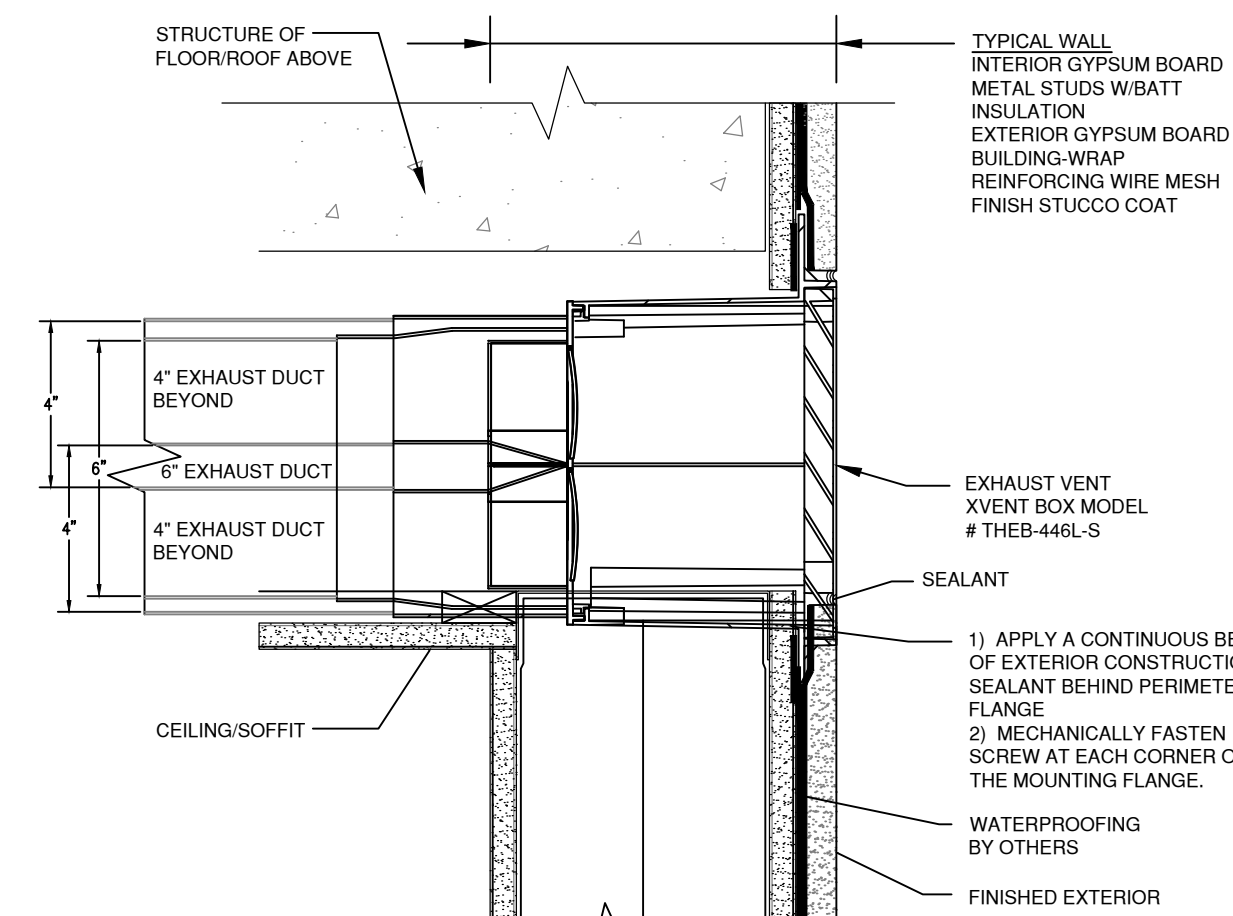 STRUCTURE OF
FLOOR/ROOF ABOVE
TYPICAL WALL
INTERIOR GYPSUM BOARD
METAL STUDS W/BATT
INSULATION
EXTERIOR GYPSUM BOARD
BUILDING-WRAP
REINFORCING WIRE MESH
FINISH STUCCO COAT
4" EXHAUST DUCT
BEYOND
4"
6"
6" EXHAUST DUCT
4"
4" EXHAUST DUCT
BEYOND
EXHAUST VENT
XVENT BOX MODEL
# THEB-446L-S
SEALANT
1) APPLY A CONTINUOUS
OF EXTERIOR
SEALANT BEHIND
FLANGE
2) MECHANICALLY FASTEN
SCREW AT EACH CORNER
THE MOUNTING FLANGE.
CEILING/SOFFIT
WATERPROOFING
BY OTHERS
FINISHED EXTERIOR